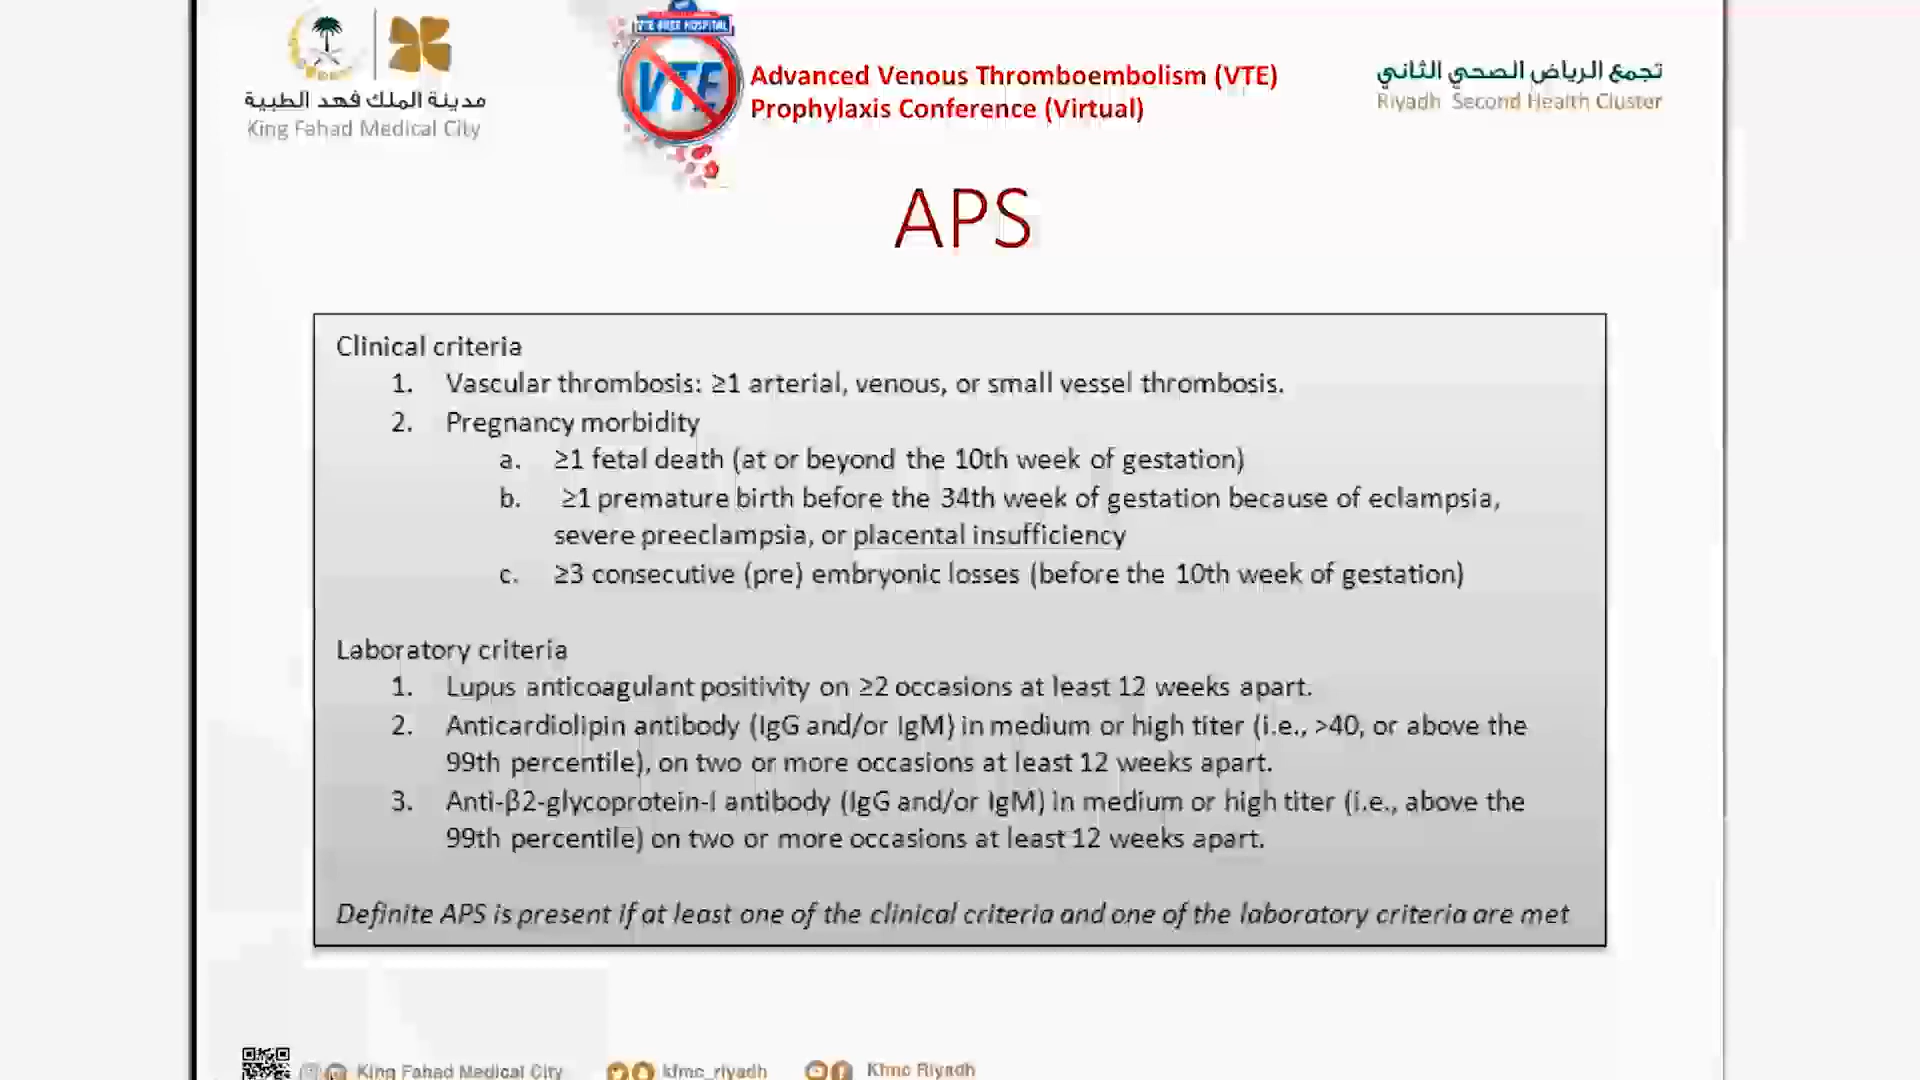 مدينة الملك فهد الطبية
King Fahad Medical City
VTE FREE HOSPITAL
VTE
Advanced Venous Thromboembolism (VTE)
Prophylaxis Conference (Virtual)
تجمع الرياض الصحي الثاني
Riyadh Second Health Cluster
APS
Clinical criteria
1. Vascular thrombosis: ≥1 arterial, venous, or small vessel thrombosis.
2. Pregnancy morbidity
a. ≥1 fetal death (at or beyond the 10th week of gestation)
b. ≥1 premature birth before the 34th week of gestation because of eclampsia,
severe preeclampsia, or placental insufficiency
c. ≥3 consecutive (pre) embryonic losses (before the 10th week of gestation)
Laboratory criteria
1. Lupus anticoagulant positivity on ≥2 occasions at least 12 weeks apart.
2. Anticardiolipin antibody (IgG and/or IgM) in medium or high titer (i.e., >40, or above the
99th percentile), on two or more occasions at least 12 weeks apart.
3. Anti-β2-glycoprotein-I antibody (IgG and/or IgM) in medium or high titer (i.e., above the
99th percentile) on two or more occasions at least 12 weeks apart.
Definite APS is present if at least one of the clinical criteria and one of the laboratory criteria are met
King Fahad Medical City kfmc_riyadh Kfmc Riyadh